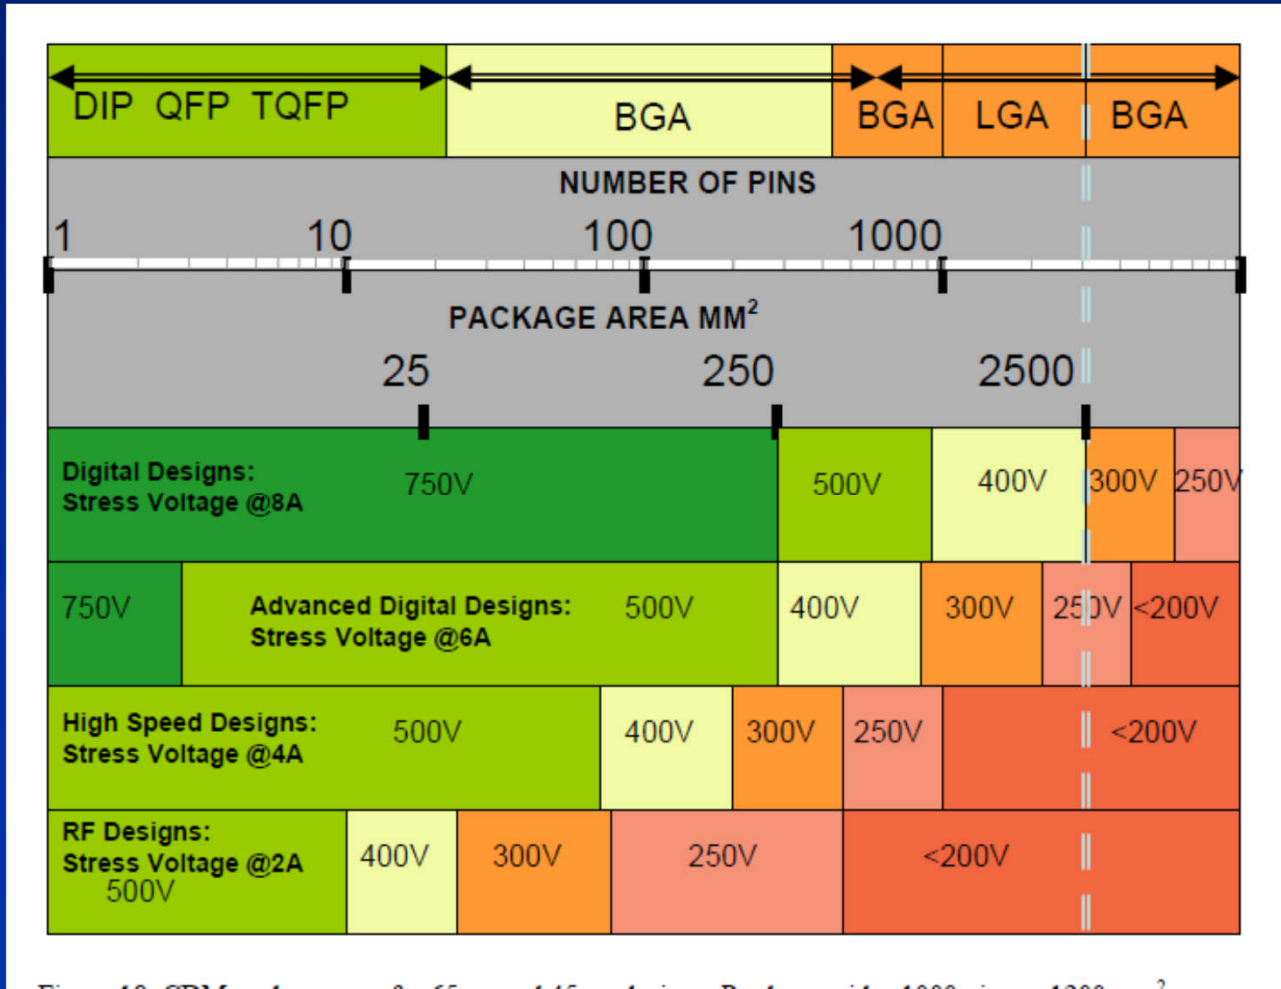 DIP QFP TQFP BGA BGA LGA BGA
NUMBER OF PINS
1 10 100 1000
PACKAGE AREA MM²
25 250 2500
Digital Designs:
Stress Voltage @8A
750V 500V 400V 300V 250V
750V
Advanced Digital Designs:
Stress Voltage @6A
500V 400V 300V 250V <200V
High Speed Designs:
Stress Voltage @4A
500V 400V 300V 250V <200V
RF Designs:
Stress Voltage @2A
500V
400V 300V 250V <200V